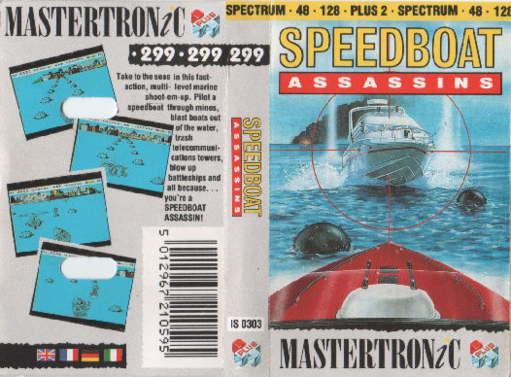 MASTERTRONiC
PLUS
·299·299
Take to the seas in this fast-
action, multi- level marine
shoot-em-up. Pilot a
speedboat through mines,
blast boats out
of the water,
trash
telecommuni-
cations towers,
blow up
battleships and
all because. . .
you're a
SPEEDBOAT
ASSASSIN!
5 012967 210595
299
SPEEDBOAT
ASSASSINS
IS 0303
PLUS
SPECTRUM · 48 · 128 · PLUS 2 · SPECTRUM · 48 · 128
SPEEDBOAT
ASSASSINS
MASTERTRONiC
PLUS